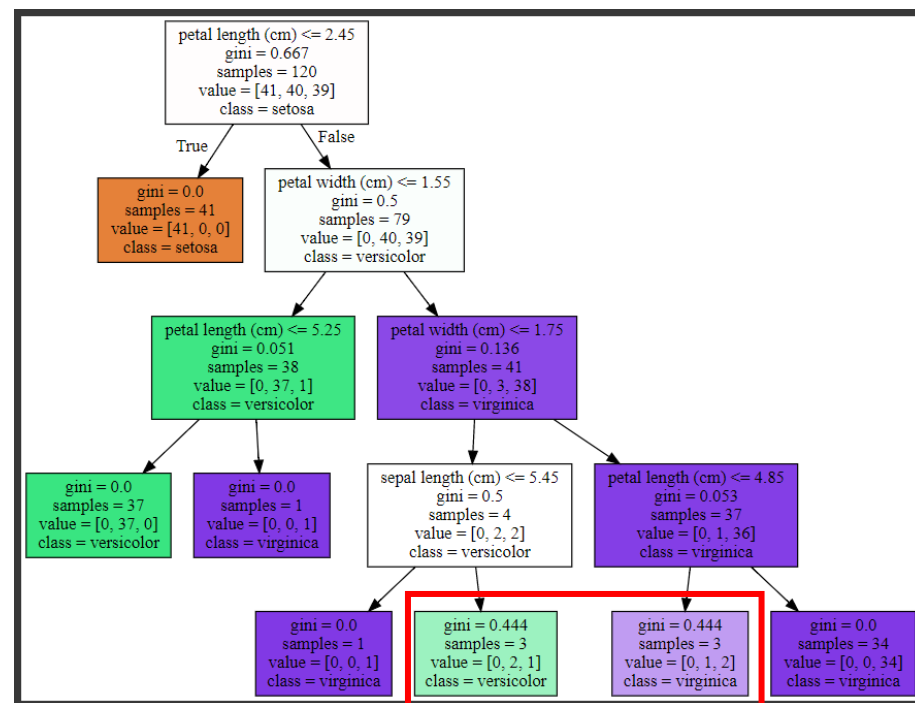 petal length (cm) <= 2.45
gini = 0.667
samples = 120
value = [41, 40, 39]
class = setosa
True
False
gini = 0.0
samples = 41
value = [41, 0, 0]
class = setosa
petal width (cm) <= 1.55
gini = 0.5
samples = 79
value = [0, 40, 39]
class = versicolor
petal length (cm) <= 5.25
gini = 0.051
samples = 38
value = [0, 37, 1]
class = versicolor
petal width (cm) <= 1.75
gini = 0.136
samples = 41
value = [0, 3, 38]
class = virginica
gini = 0.0
samples = 37
value = [0, 37, 0]
class = versicolor
gini = 0.0
samples = 1
value = [0, 0, 1]
class = virginica
sepal length (cm) <= 5.45
gini = 0.5
samples = 4
value = [0, 2, 2]
class = versicolor
petal length (cm) <= 4.85
gini = 0.053
samples = 37
value = [0, 1, 36]
class = virginica
gini = 0.0
samples = 1
value = [0, 0, 1]
class = virginica
gini = 0.444
samples = 3
value = [0, 2, 1]
class = versicolor
gini = 0.444
samples = 3
value = [0, 1, 2]
class = virginica
gini = 0.0
samples = 34
value = [0, 0, 34]
class = virginica